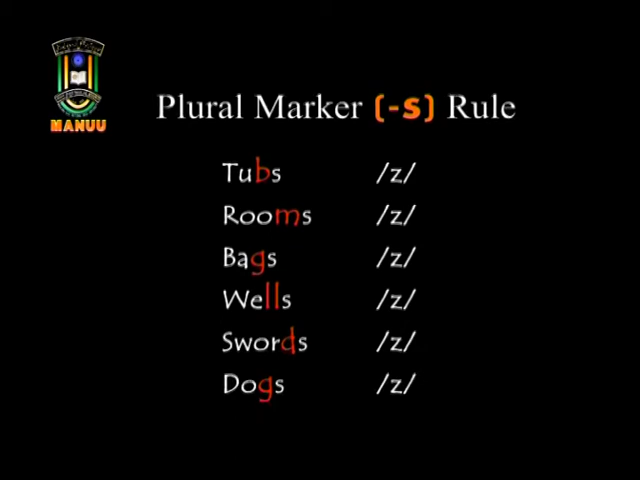 MANUU
Plural Marker (-s) Rule
Tubs /z/
Rooms /z/
Bags /z/
Wells /z/
Swords /z/
Dogs /z/